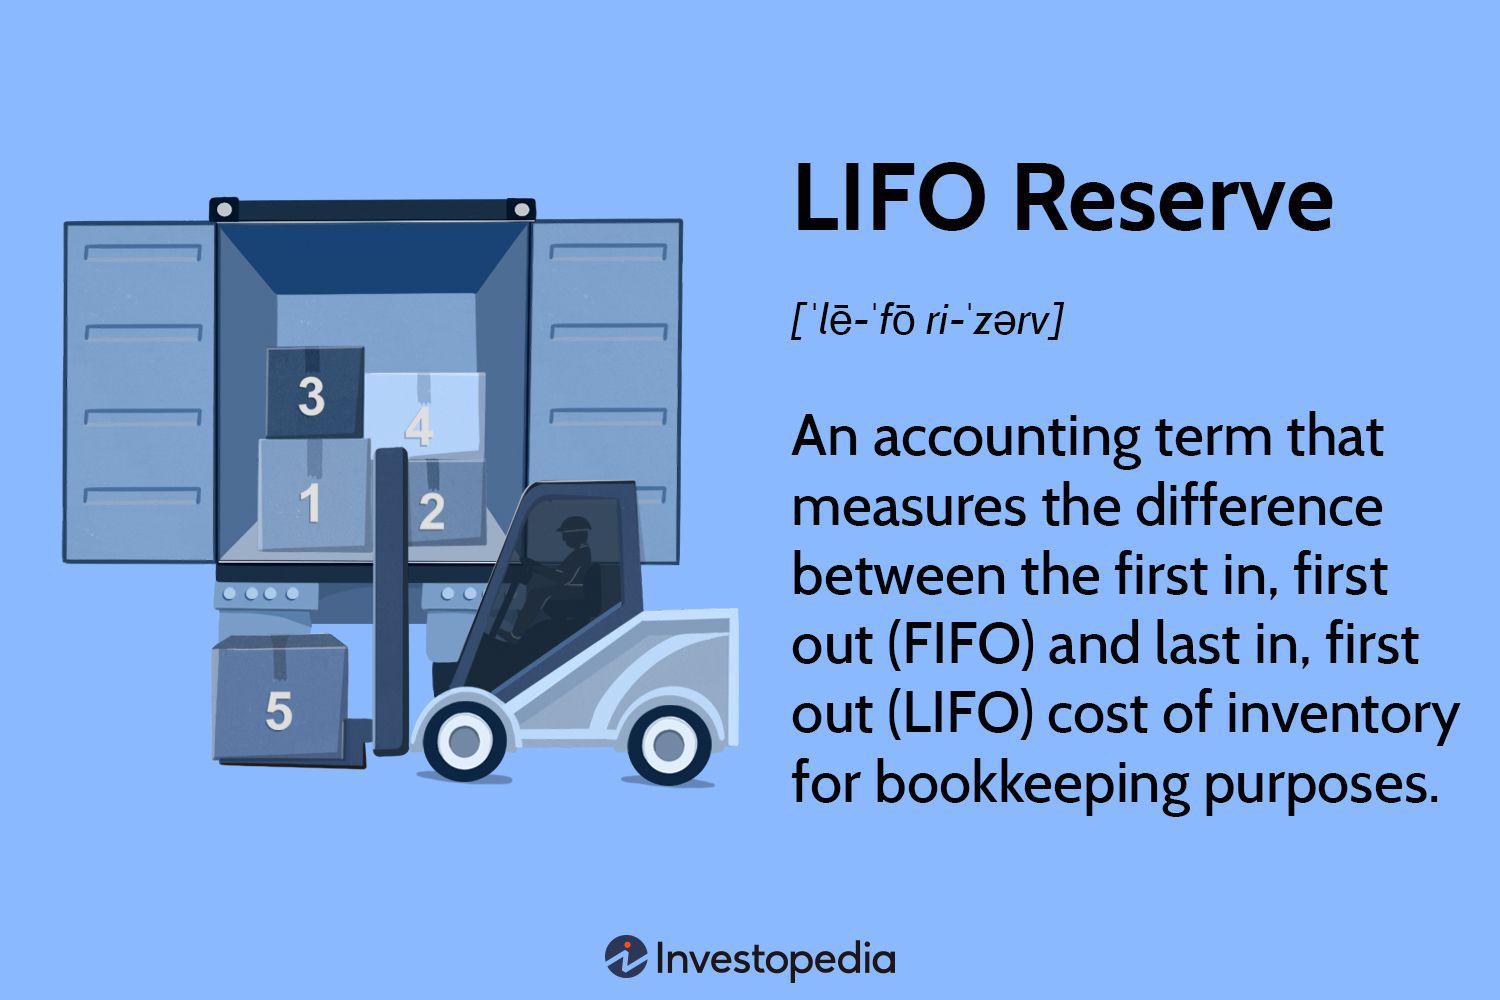 LIFO Reserve
[ˈlē-ˈfō ri-ˈzərv]
An accounting term that
measures the difference
between the first in, first
out (FIFO) and last in, first
out (LIFO) cost of inventory
for bookkeeping purposes.
3
4
1
2
5
Investopedia